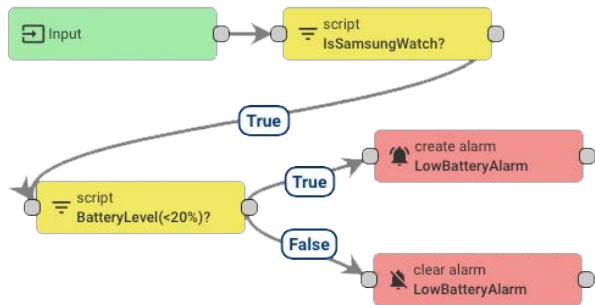 Input
script
IsSamsungWatch?
True
script
BatteryLevel(<20%)?
True
create alarm
LowBatteryAlarm
False
clear alarm
LowBatteryAlarm